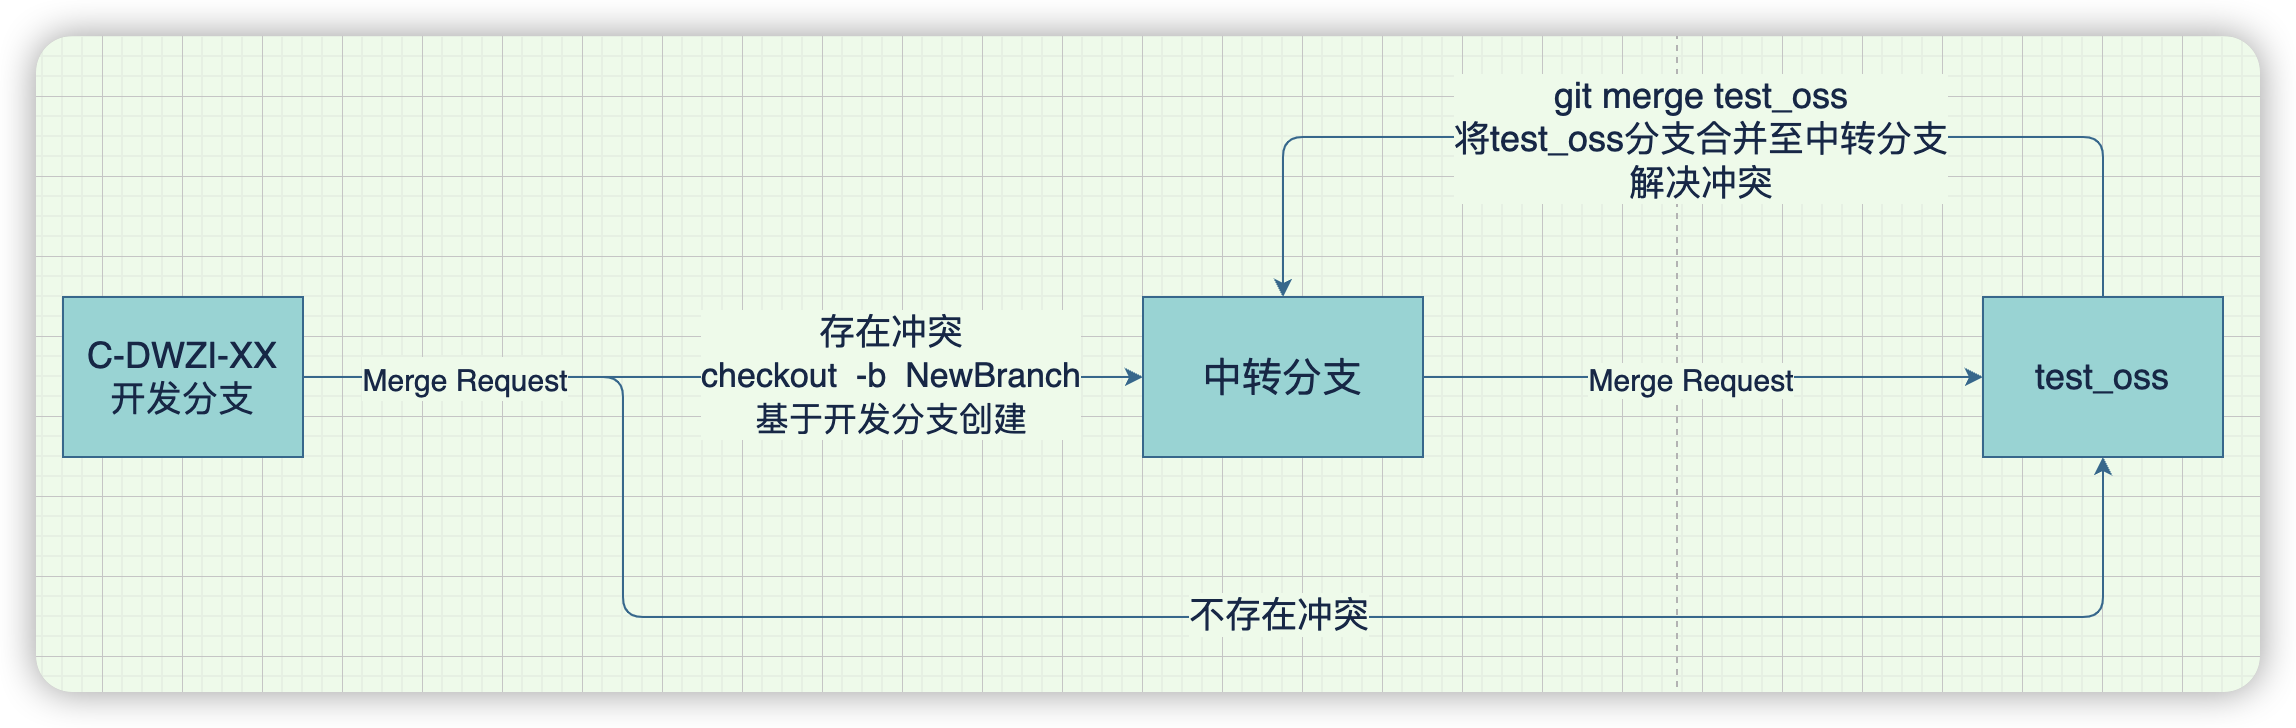 git merge test_oss
将test_oss分支合并至中转分支
解决冲突
C-DWZI-XX
开发分支
Merge Request
存在冲突
checkout -b NewBranch
基于开发分支创建
中转分支
Merge Request
test_oss
不存在冲突